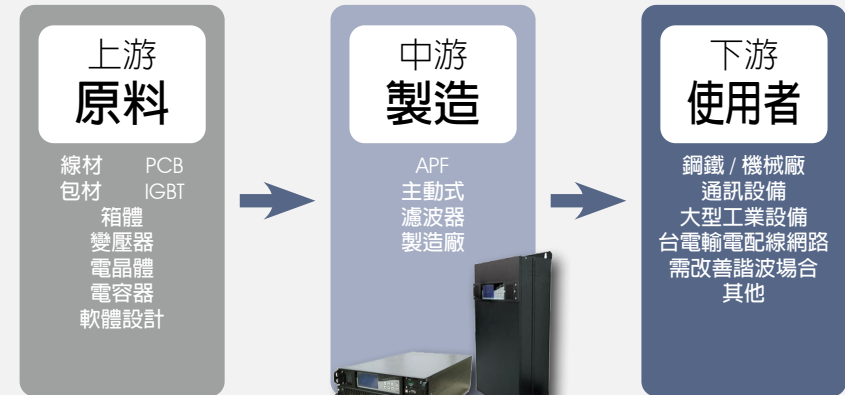 上游
原料
線材 PCB
包材 IGBT
箱體
變壓器
電晶體
電容器
軟體設計
中游
製造
APF
主動式
濾波器
製造廠
下游
使用者
鋼鐵 / 機械廠
通訊設備
大型工業設備
台電輸電配線網路
需改善諧波場合
其他